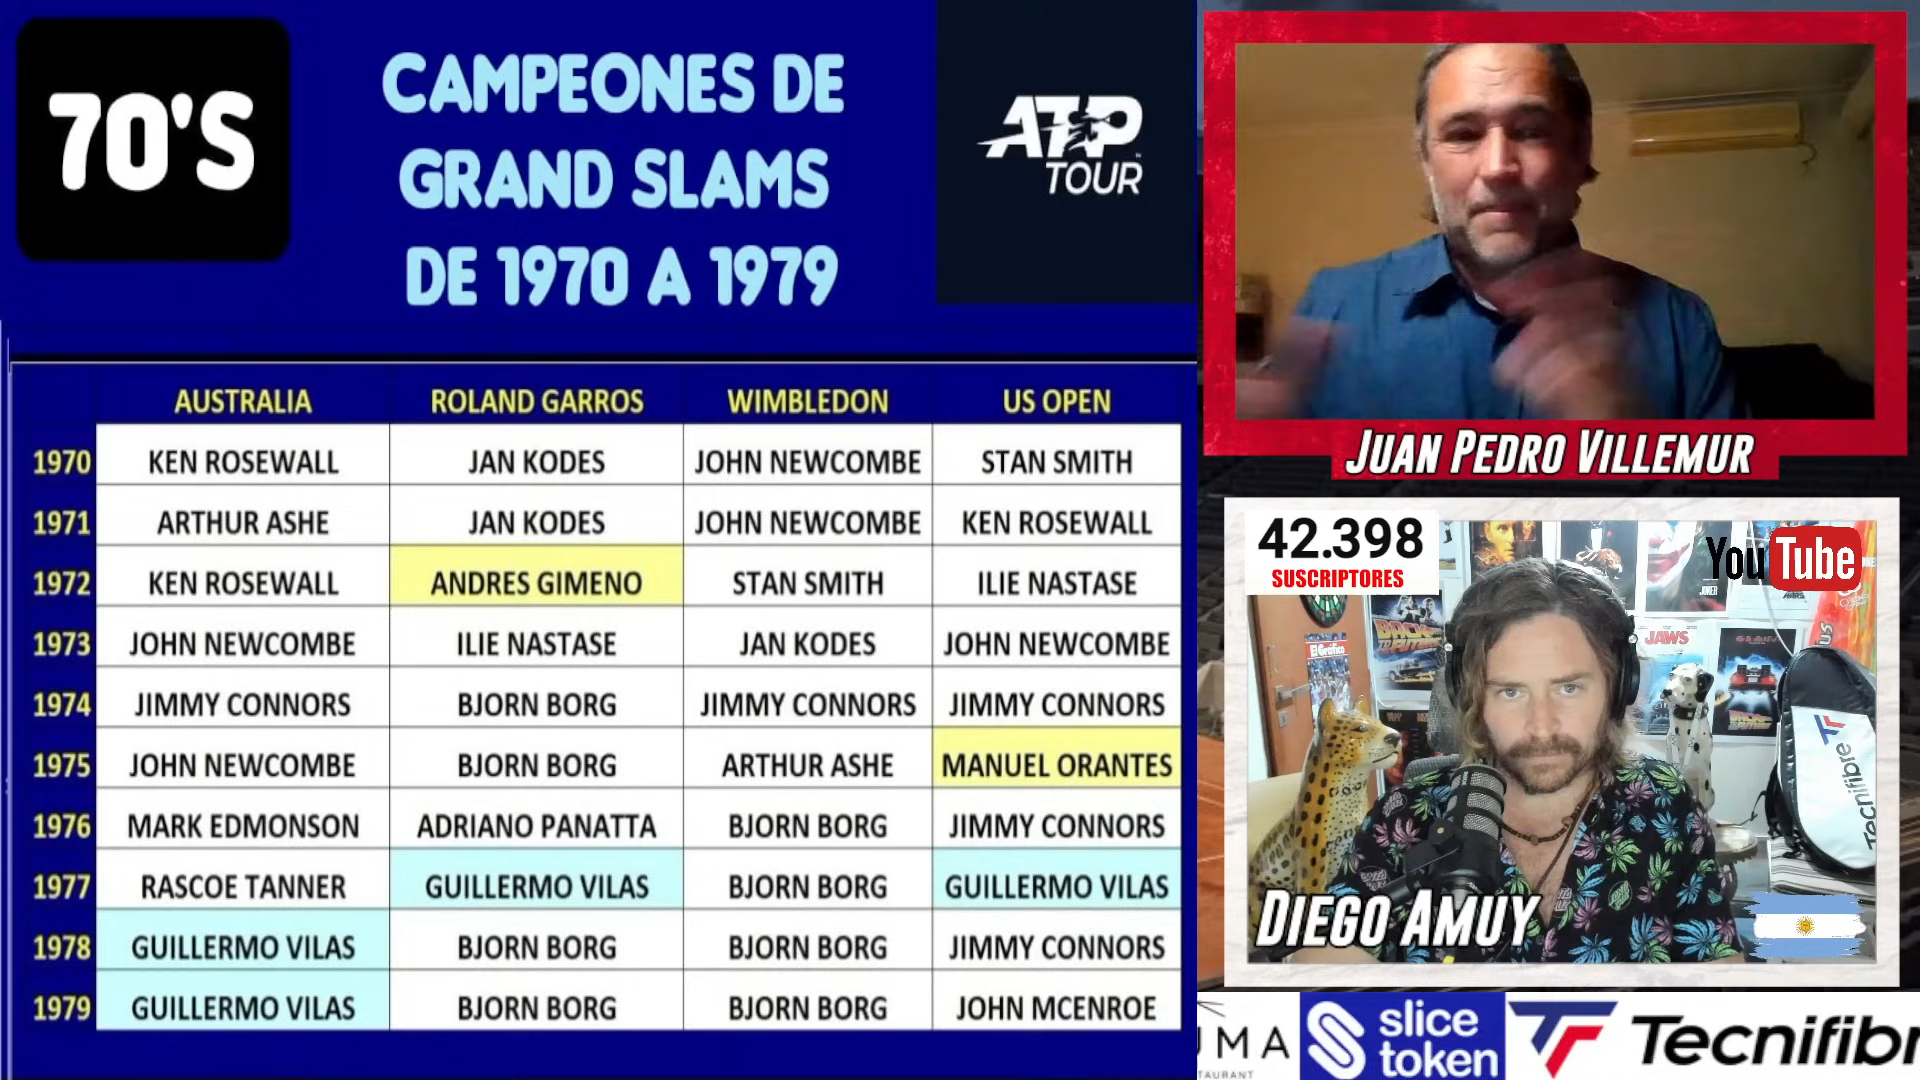 70'S
CAMPEONES DE
GRAND SLAMS
DE 1970 A 1979
ATP
TOUR
AUSTRALIA ROLAND GARROS WIMBLEDON US OPEN
1970 KEN ROSEWALL JAN KODES JOHN NEWCOMBE STAN SMITH
1971 ARTHUR ASHE JAN KODES JOHN NEWCOMBE KEN ROSEWALL
1972 KEN ROSEWALL ANDRES GIMENO STAN SMITH ILIE NASTASE
1973 JOHN NEWCOMBE ILIE NASTASE JAN KODES JOHN NEWCOMBE
1974 JIMMY CONNORS BJORN BORG JIMMY CONNORS JIMMY CONNORS
1975 JOHN NEWCOMBE BJORN BORG ARTHUR ASHE MANUEL ORANTES
1976 MARK EDMONSON ADRIANO PANATTA BJORN BORG JIMMY CONNORS
1977 RASCOE TANNER GUILLERMO VILAS BJORN BORG GUILLERMO VILAS
1978 GUILLERMO VILAS BJORN BORG BJORN BORG JIMMY CONNORS
1979 GUILLERMO VILAS BJORN BORG BJORN BORG JOHN MCENROE
JUAN PEDRO VILLEMUR
42.398
SUSCRIPTORES
YouTube
JOKER
El Gráfico
BACK
JAWS
Tecnifibre
DIEGO AMUY
UMA
TAURANT
slice
token
Tecnifibr